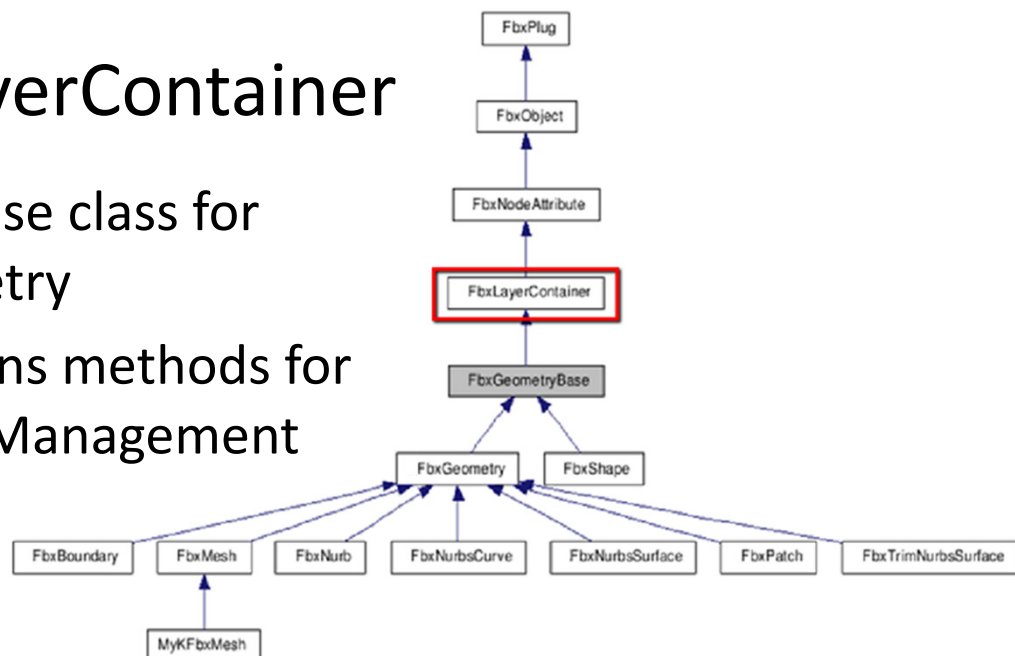 yerContainer
se class for
etry
ns methods for
Management
FbxPlug
FbxObject
FbxNodeAttribute
FbxLayerContainer
FbxGeometryBase
FbxGeometry FbxShape
FbxBoundary FbxMesh FbxNurb FbxNurbsCurve FbxNurbsSurface FbxPatch FbxTrimNurbsSurface
MyKFbxMesh